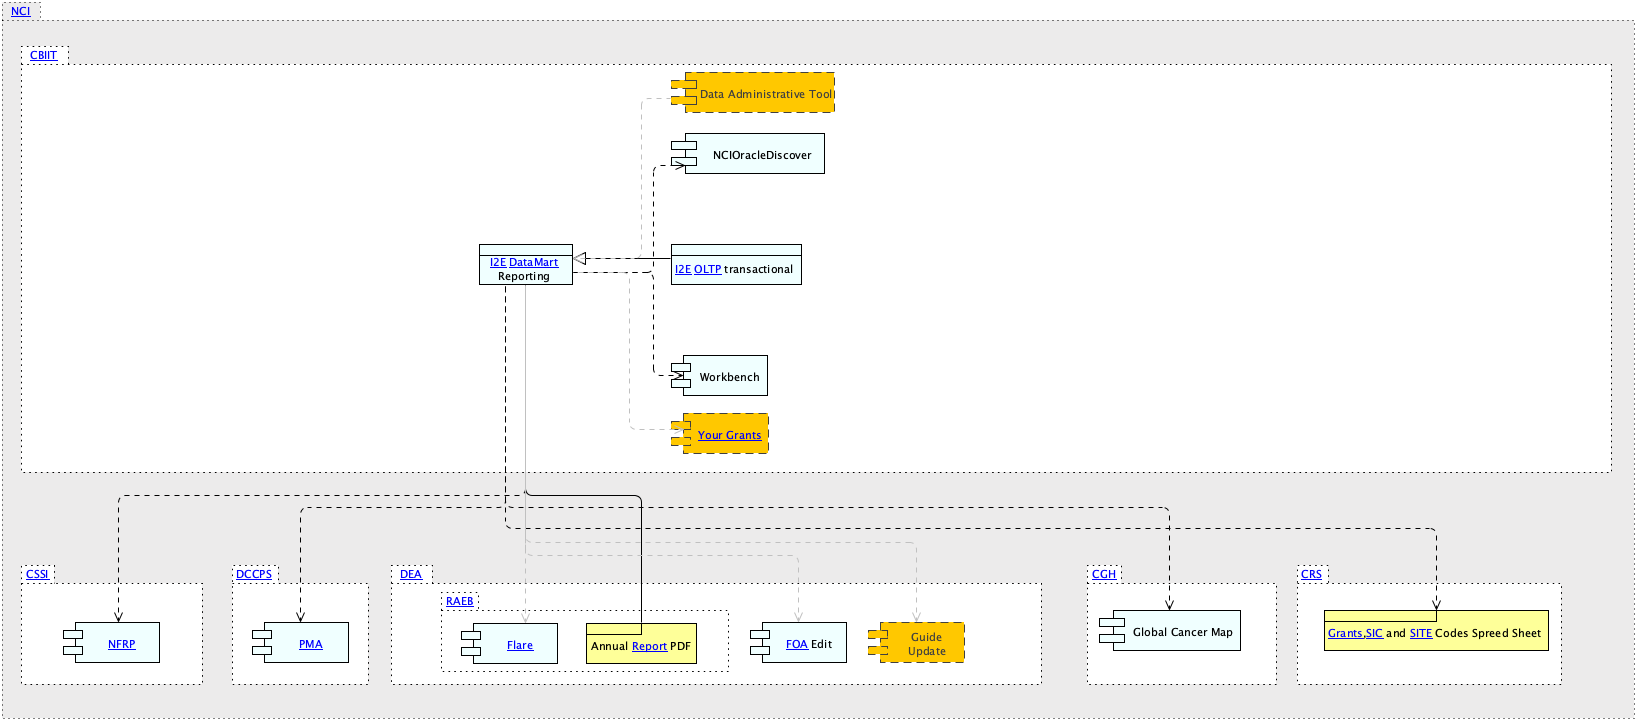 NCI
CBIIT
Data Administrative Tool
NCIOracleDiscover
I2E DataMart
Reporting
I2E OLTP transactional
Workbench
Your Grants
CSSI
NFRP
DCCPS
PMA
DEA
RAEB
Flare
Annual Report PDF
FOA Edit
Guide
Update
CGH
Global Cancer Map
CRS
Grants,SIC and SITE Codes Spreed Sheet